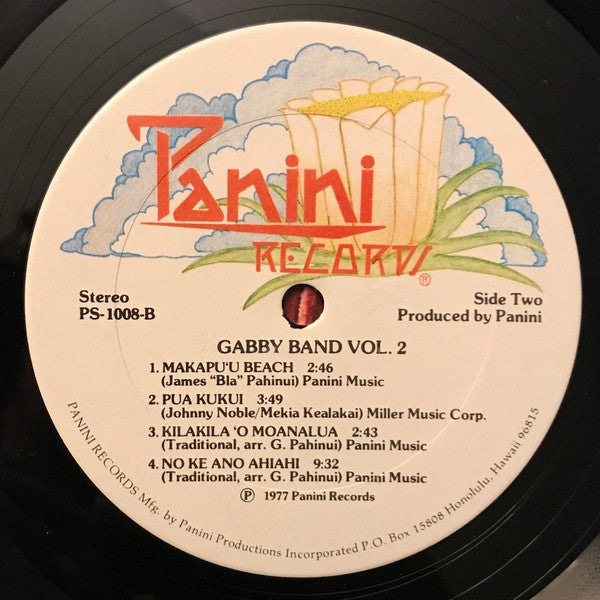 Panini
RECORDS®
Stereo
PS-1008-B
Side Two
Produced by Panini
GABBY BAND VOL. 2
1. MAKAPU‘U BEACH 2:46
(James "Bla" Pahinui) Panini Music
2. PUA KUKUI 3:49
(Johnny Noble/Mekia Kealakai) Miller Music Corp.
3. KILAKILA ‘O MOANALUA 2:43
(Traditional, arr. G. Pahinui) Panini Music
4. NO KE ANO AHIAHI 9:32
(Traditional, arr. G. Pahinui) Panini Music
Ⓟ 1977 Panini Records
PANINI RECORDS Mfg. by Panini Productions Incorporated P.O. Box 15808 Honolulu, Hawaii 96815